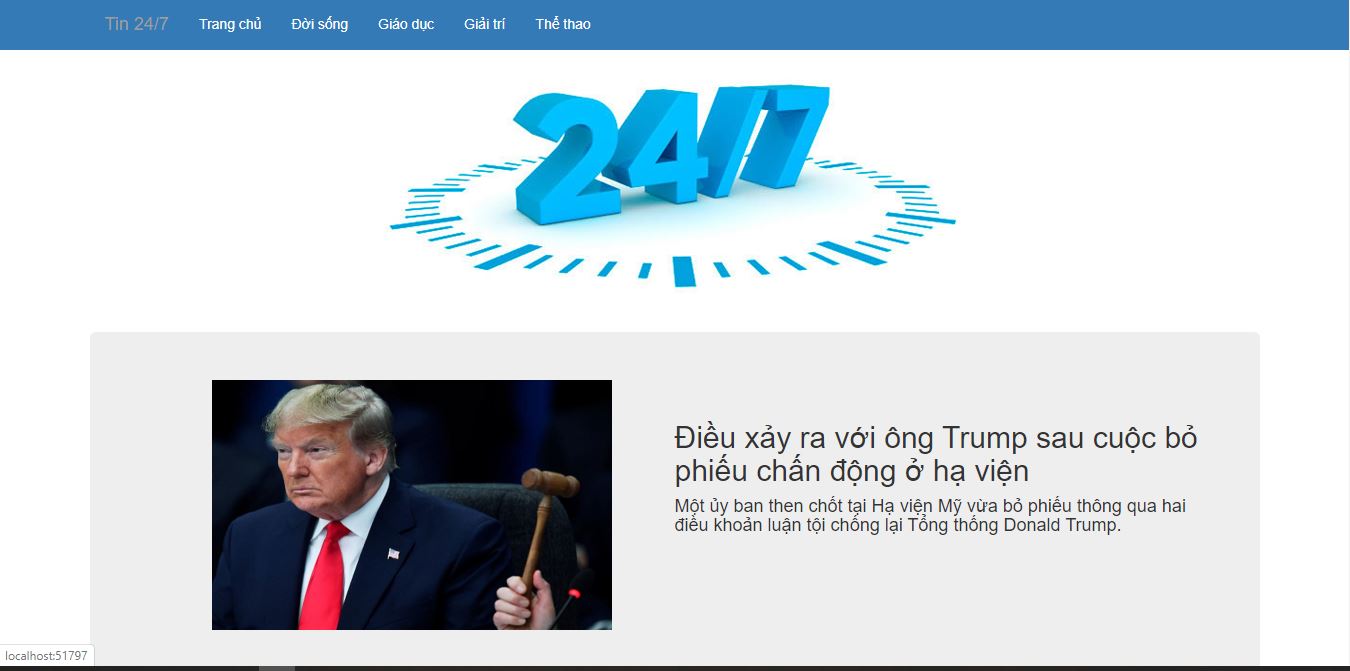 Tin 24/7 Trang chủ Đời sống Giáo dục Giải trí Thế thao
24/7
Điều xảy ra với ông Trump sau cuộc bỏ
phiếu chấn động ở hạ viện
Một ủy ban then chốt tại Hạ viện Mỹ vừa bỏ phiếu thông qua hai
điều khoản luận tội chống lại Tổng thống Donald Trump.
localhost:51797